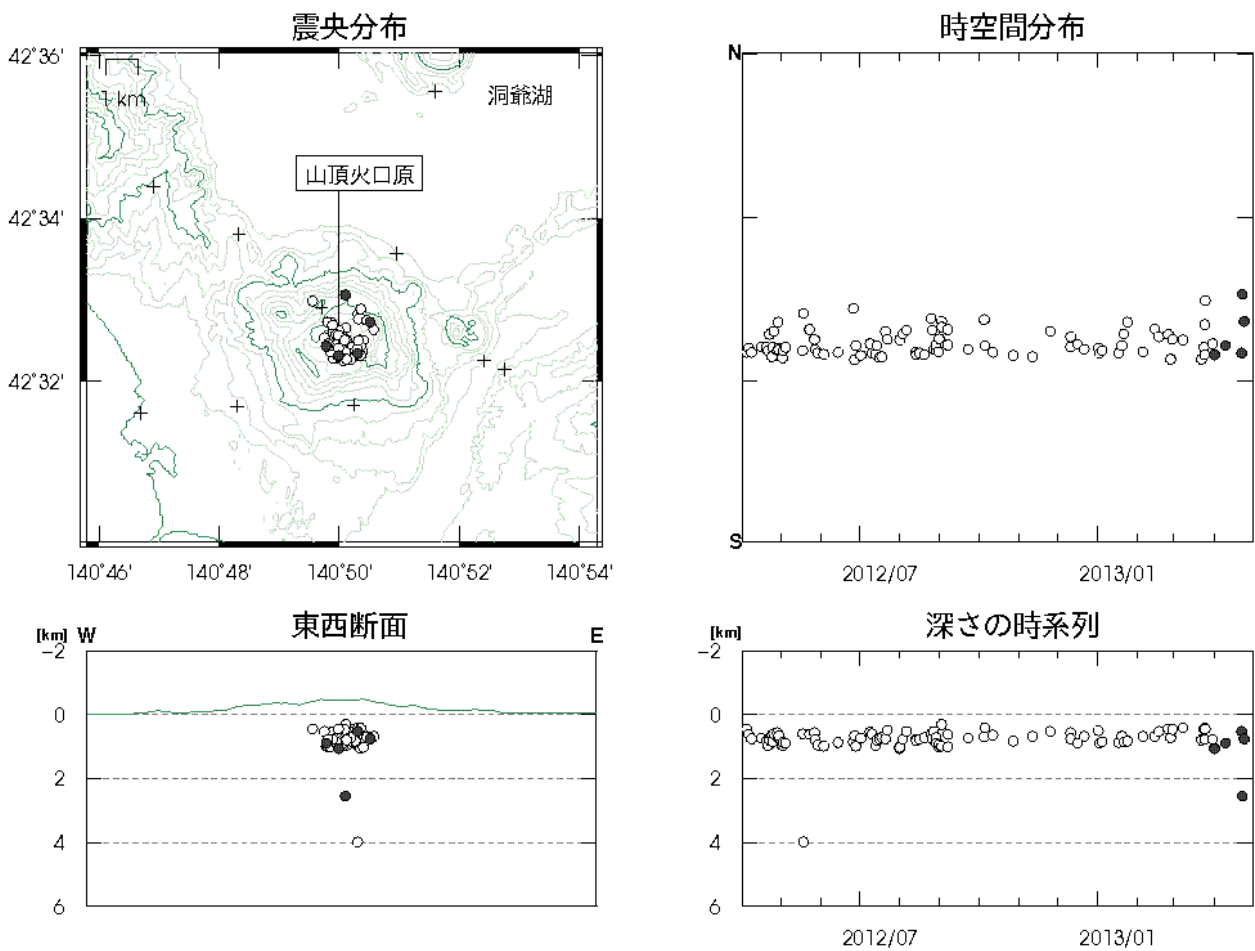 震央分布
42°36'
1 km
洞爺湖
山頂火口原
42°34'
42°32'
140°46'
140°48'
140°50'
140°52'
140°54'
時空間分布
N
S
2012/07
2013/01
東西断面
[km]
W
E
-2
0
2
4
6
深さの時系列
[km]
-2
0
2
4
6
2012/07
2013/01